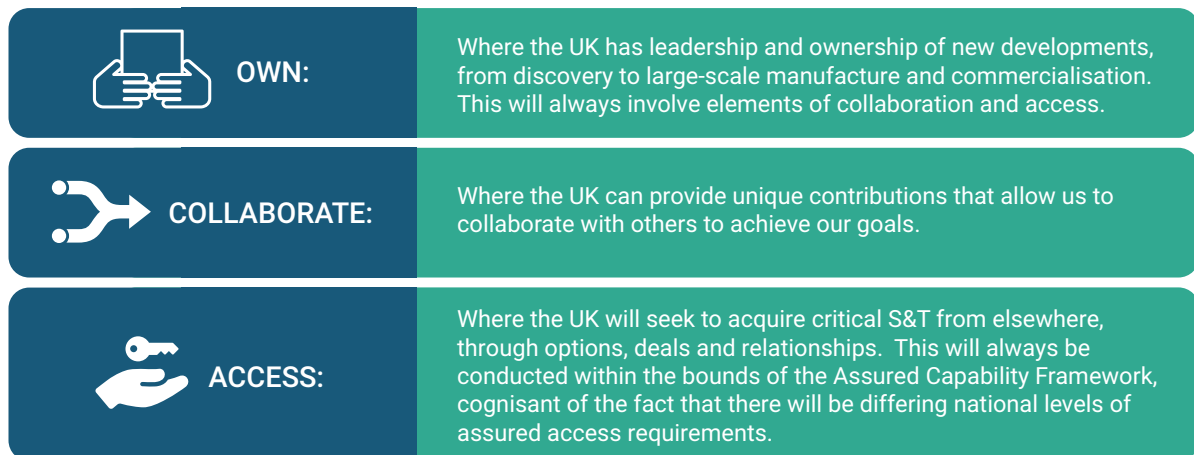 OWN:
Where the UK has leadership and ownership of new developments,
from discovery to large-scale manufacture and commercialisation.
This will always involve elements of collaboration and access.
COLLABORATE:
Where the UK can provide unique contributions that allow us to
collaborate with others to achieve our goals.
ACCESS:
Where the UK will seek to acquire critical S&T from elsewhere,
through options, deals and relationships.  This will always be
conducted within the bounds of the Assured Capability Framework,
cognisant of the fact that there will be differing national levels of
assured access requirements.